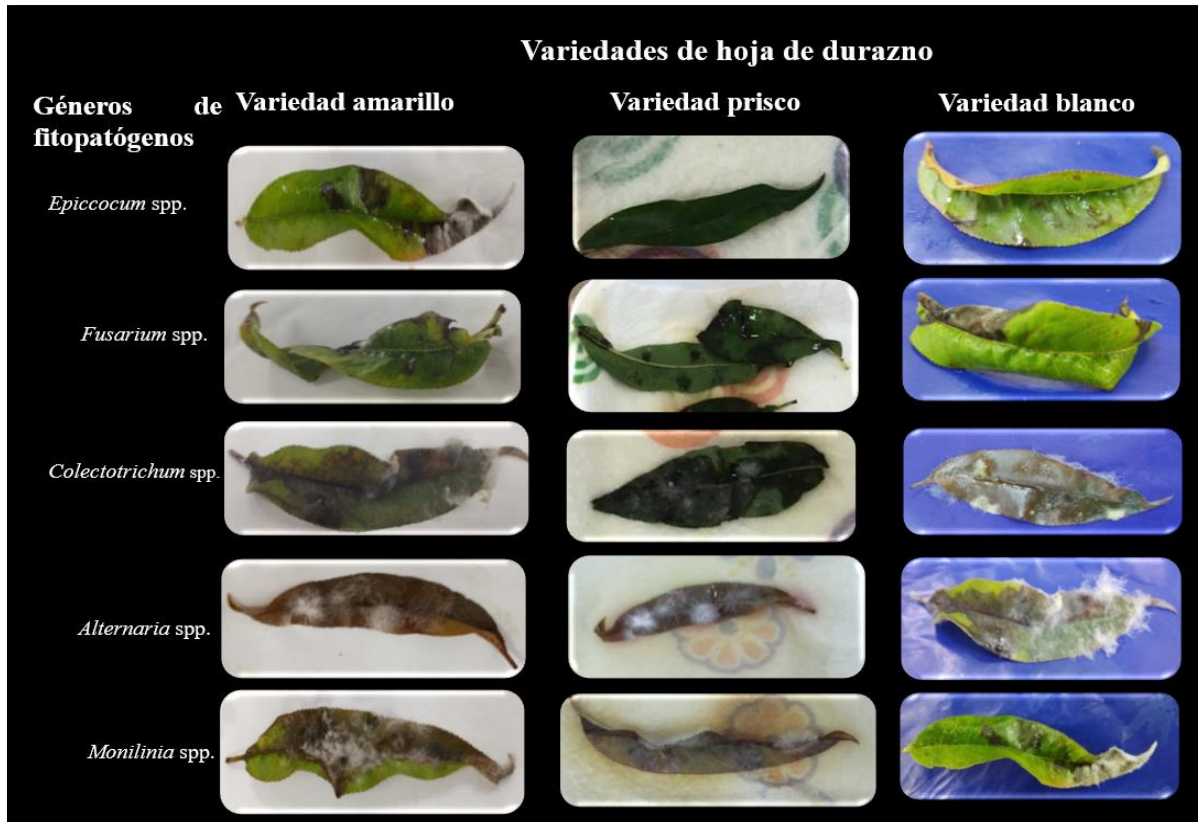 Variedades de hoja de durazno
Géneros de
fitopatógenos
Variedad amarillo
Variedad prisco
Variedad blanco
Epiccocum spp.
Fusarium spp.
Colectotrichum spp.
Alternaria spp.
Monilinia spp.